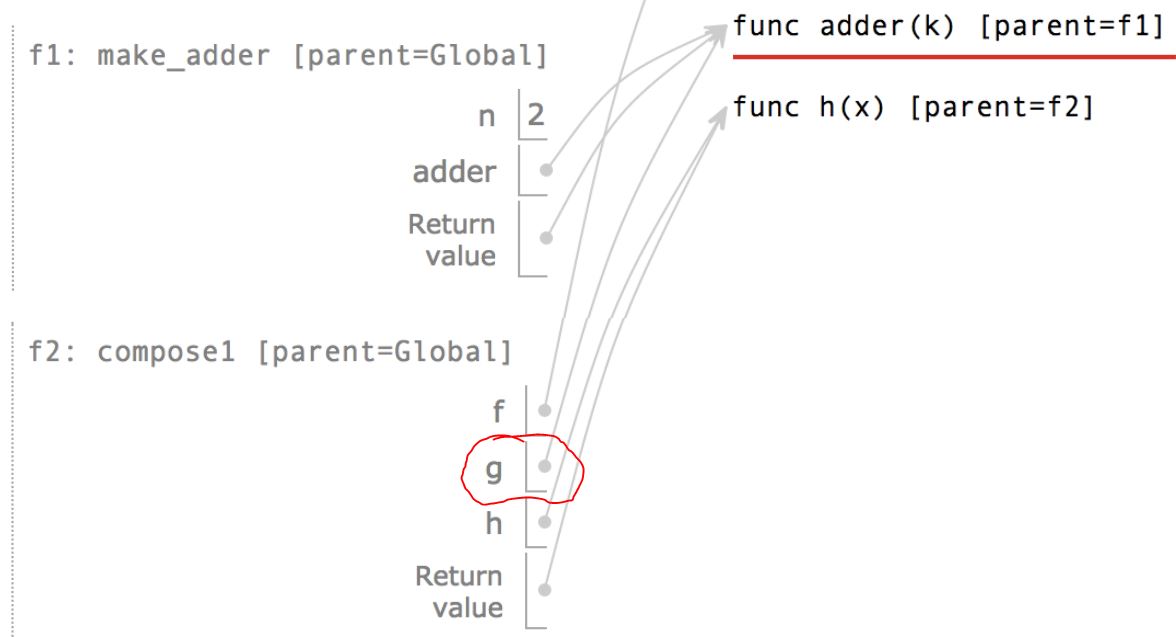 func adder(k) [parent=f1]
f1: make_adder [parent=Global]
func h(x) [parent=f2]
n 2
adder
Return
value
f2: compose1 [parent=Global]
f
g
h
Return
value